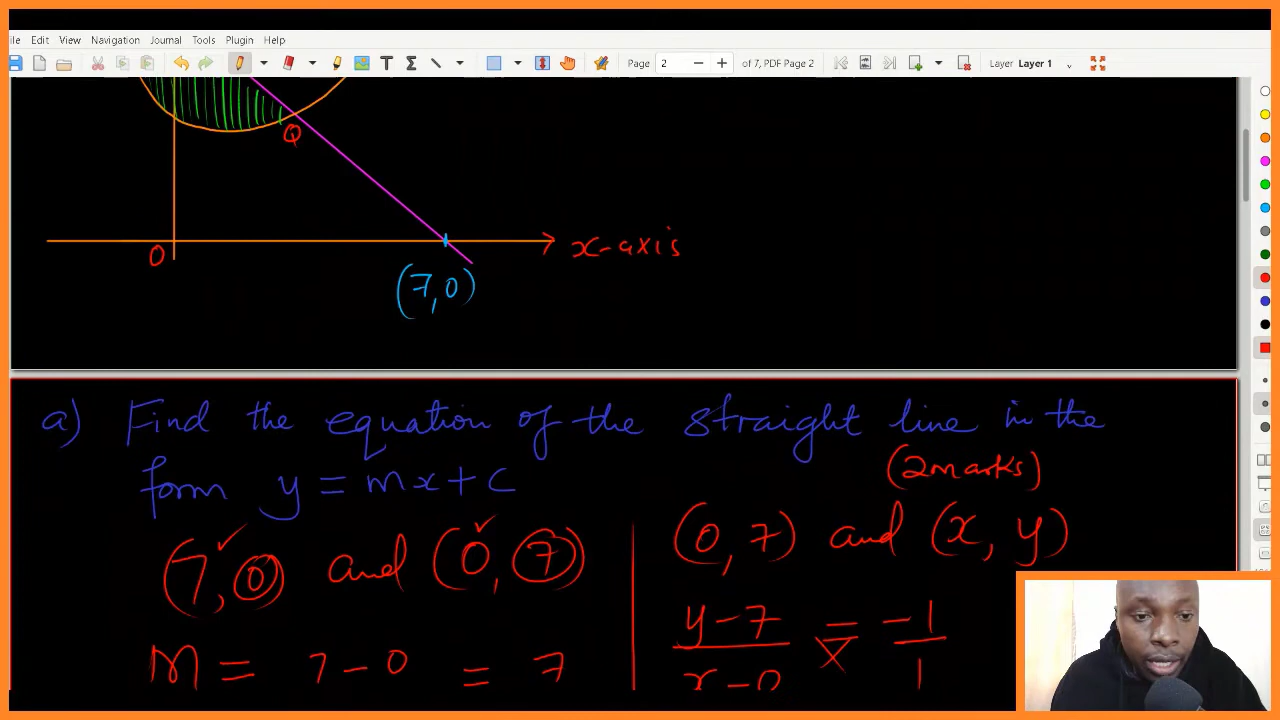 ile Edit View Navigation Journal Tools Plugin Help
T Σ Page 2 of 7, PDF Page 2 Layer Layer 1
Q
0
x-axis
(7,0)
a) Find the equation of the straight line in the
form y = mx + c
(2marks)
(7, 0) and (0, 7)
(0, 7) and (x, y)
M = 7 - 0 = 7
y - 7 = -1
x - 0 1